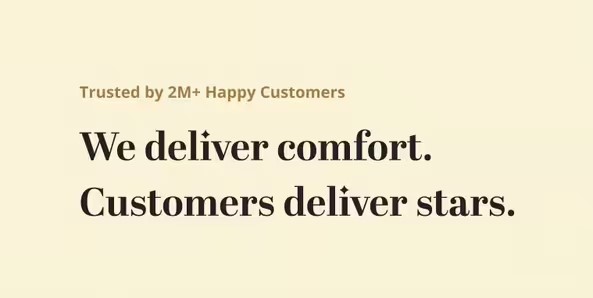 Trusted by 2M+ Happy Customers
We deliver comfort.
Customers deliver stars.